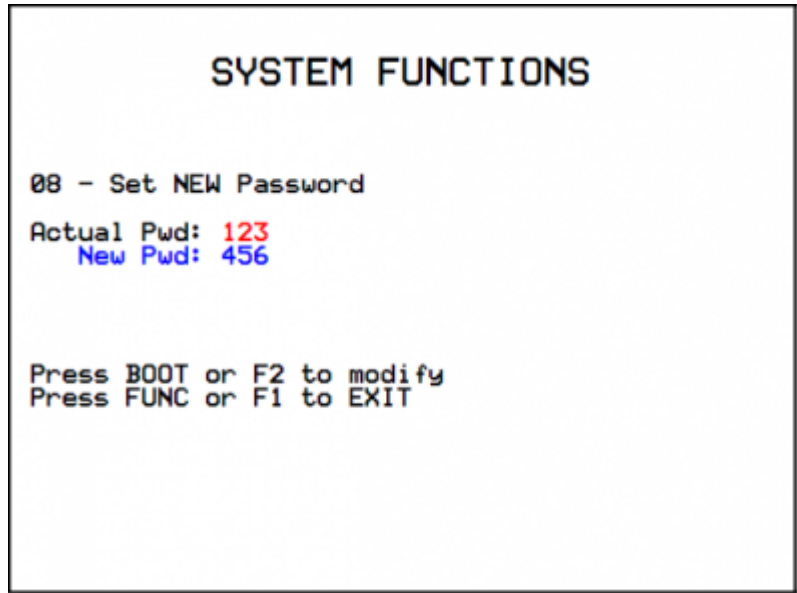 SYSTEM FUNCTIONS
08 - Set NEW Password
Actual Pwd: 123
New Pwd: 456
Press BOOT or F2 to modify
Press FUNC or F1 to EXIT